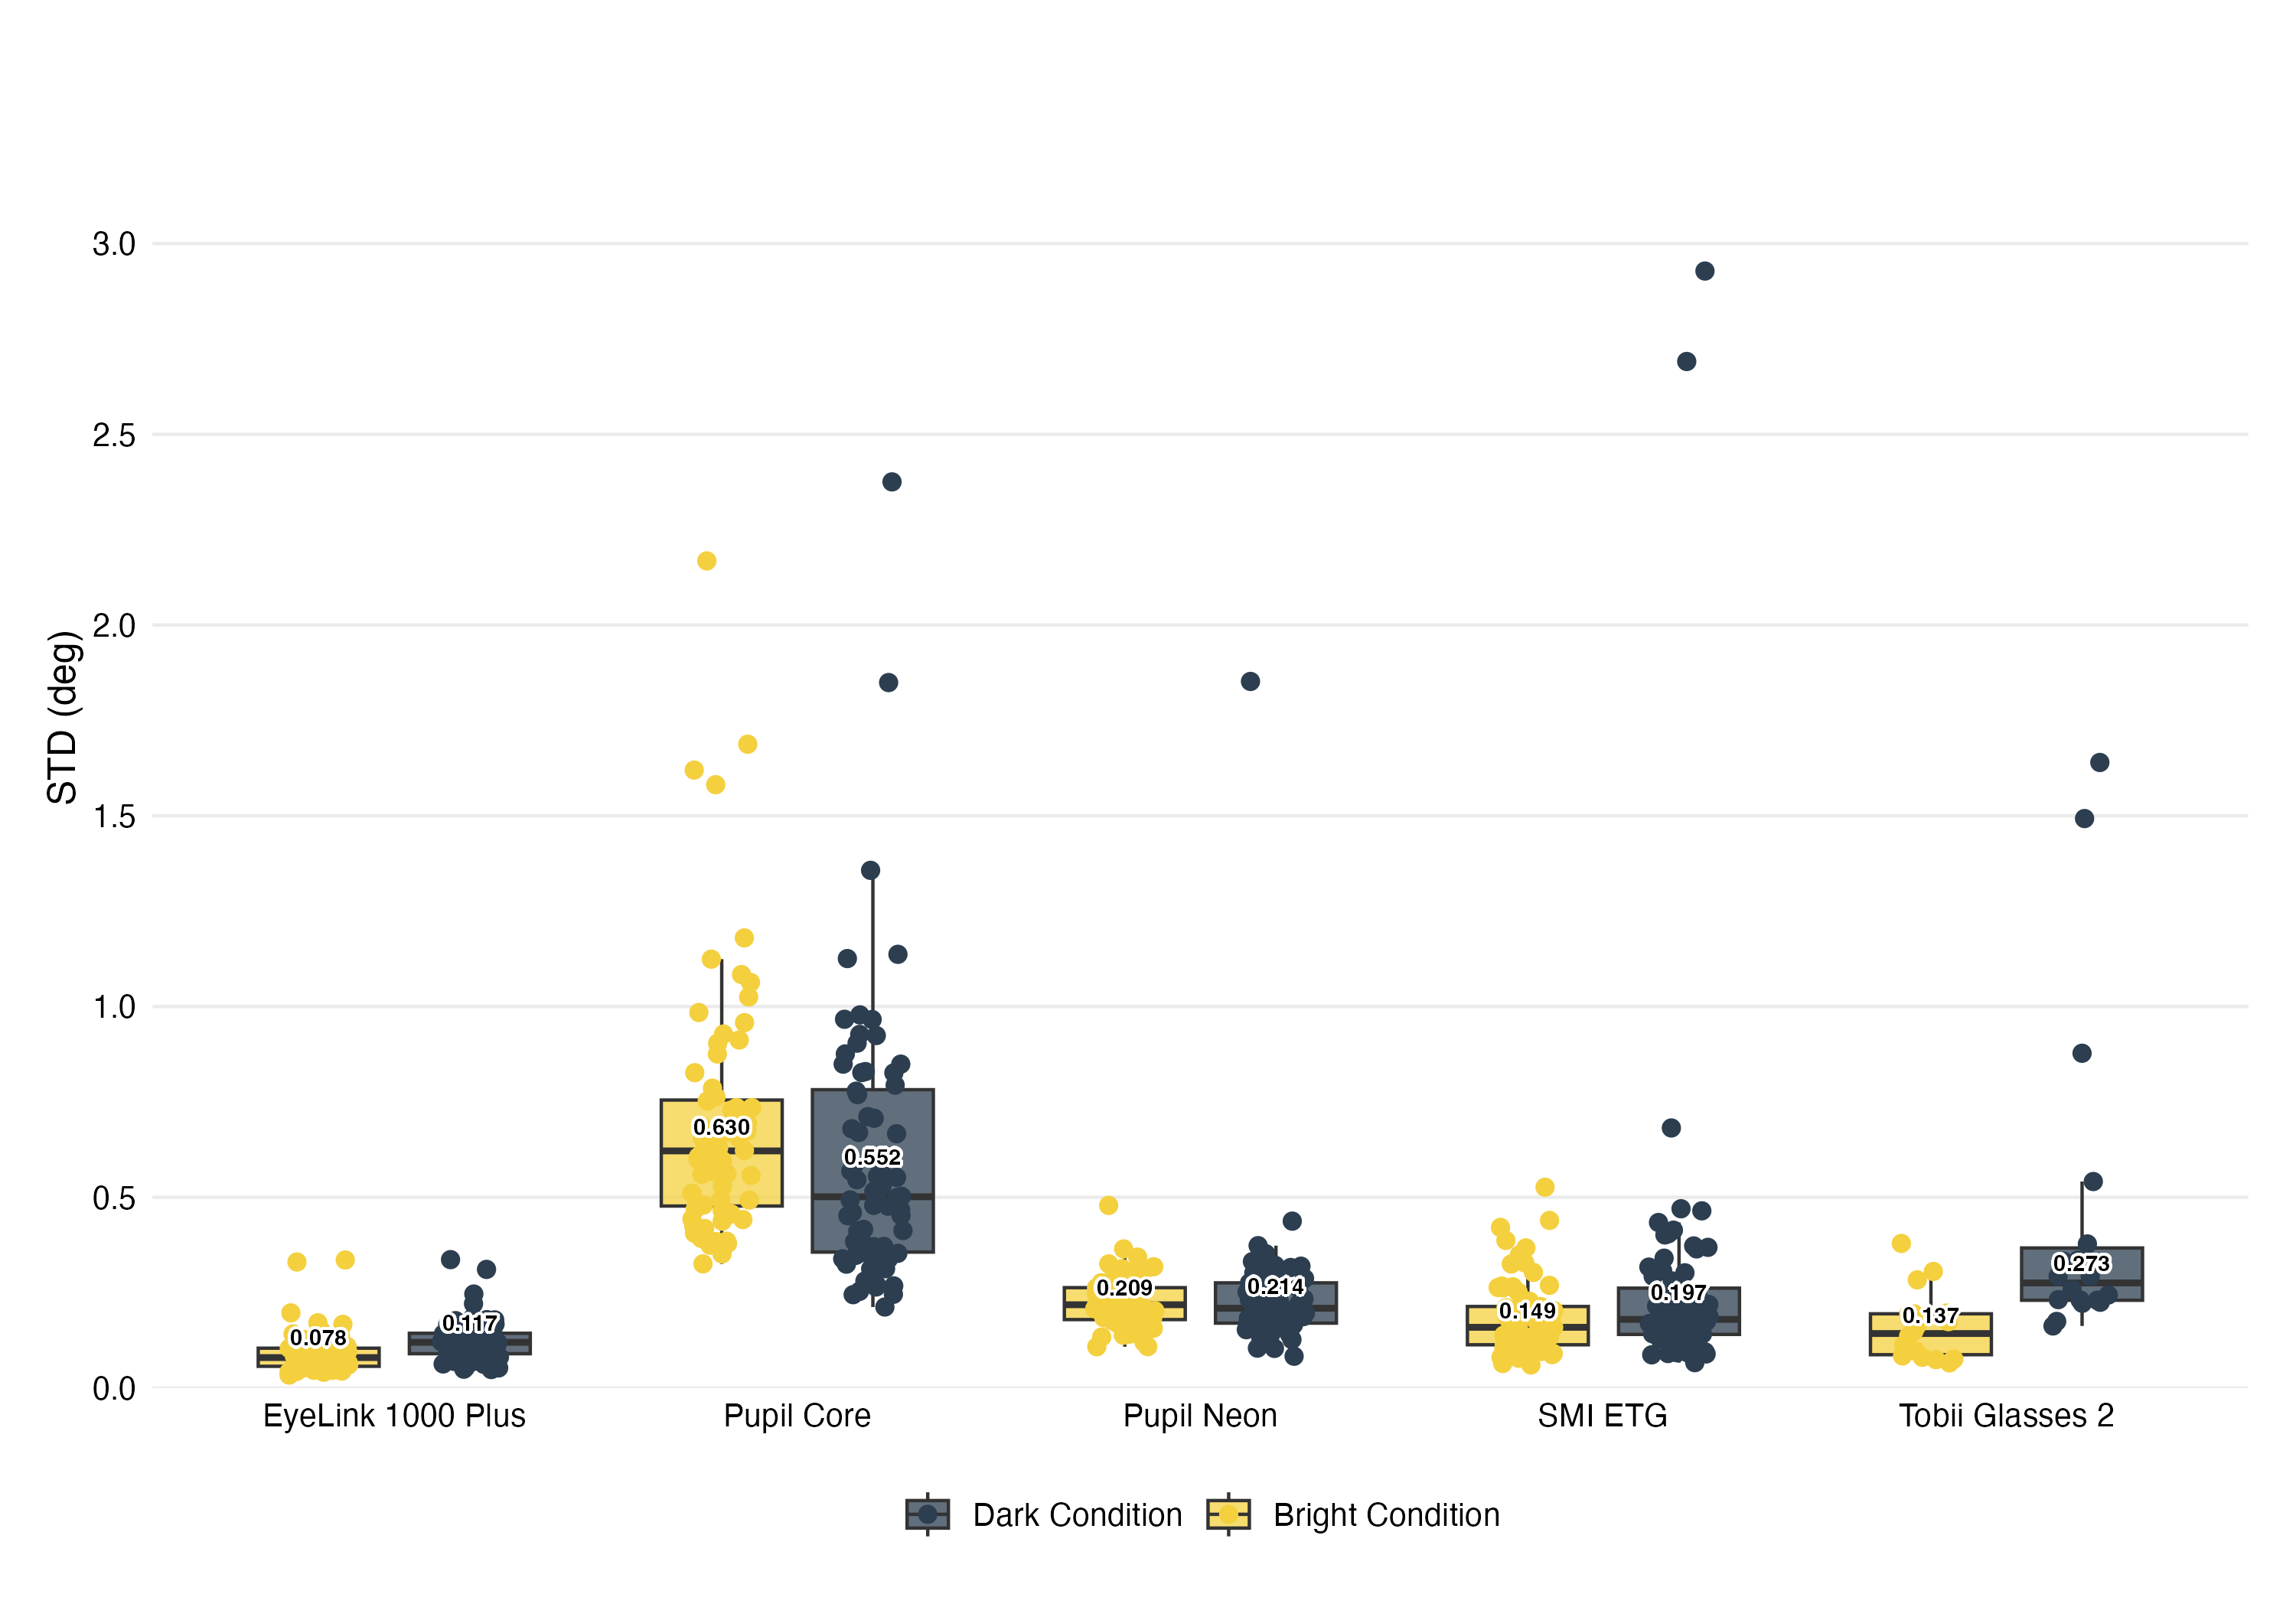 3.0
2.5
2.0
1.5
1.0
0.5
0.0
STD (deg)
0.078
0.117
0.630
0.552
0.209
0.214
0.149
0.197
0.137
0.273
EyeLink 1000 Plus
Pupil Core
Pupil Neon
SMI ETG
Tobii Glasses 2
Dark Condition
Bright Condition